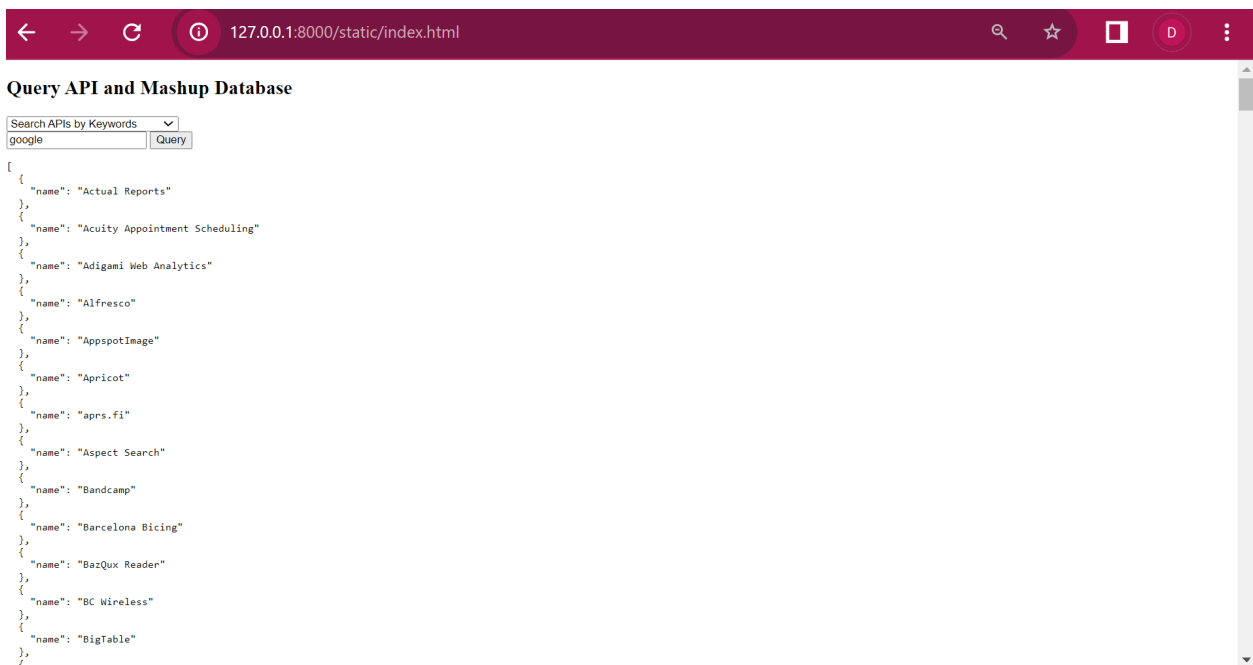 127.0.0.1:8000/static/index.html
D
Query API and Mashup Database
Search APIs by Keywords
google Query
[
  {
    "name": "Actual Reports"
  },
  {
    "name": "Acuity Appointment Scheduling"
  },
  {
    "name": "Adigami Web Analytics"
  },
  {
    "name": "Alfresco"
  },
  {
    "name": "AppspotImage"
  },
  {
    "name": "Apricot"
  },
  {
    "name": "aprs.fi"
  },
  {
    "name": "Aspect Search"
  },
  {
    "name": "Bandcamp"
  },
  {
    "name": "Barcelona Bicing"
  },
  {
    "name": "BazQux Reader"
  },
  {
    "name": "BC Wireless"
  },
  {
    "name": "BigTable"
  },
  {